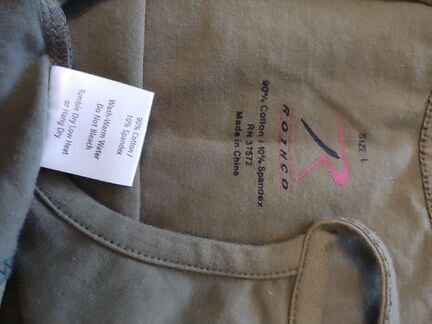 90% Cotton /
10% Spandex
Wash-Warm Water
Do Not Bleach
Tumble Dry Low Heat
or Hang Dry
SIZE: L
ROTHCO
90% Cotton / 10% Spandex
RN 37572
Made in China